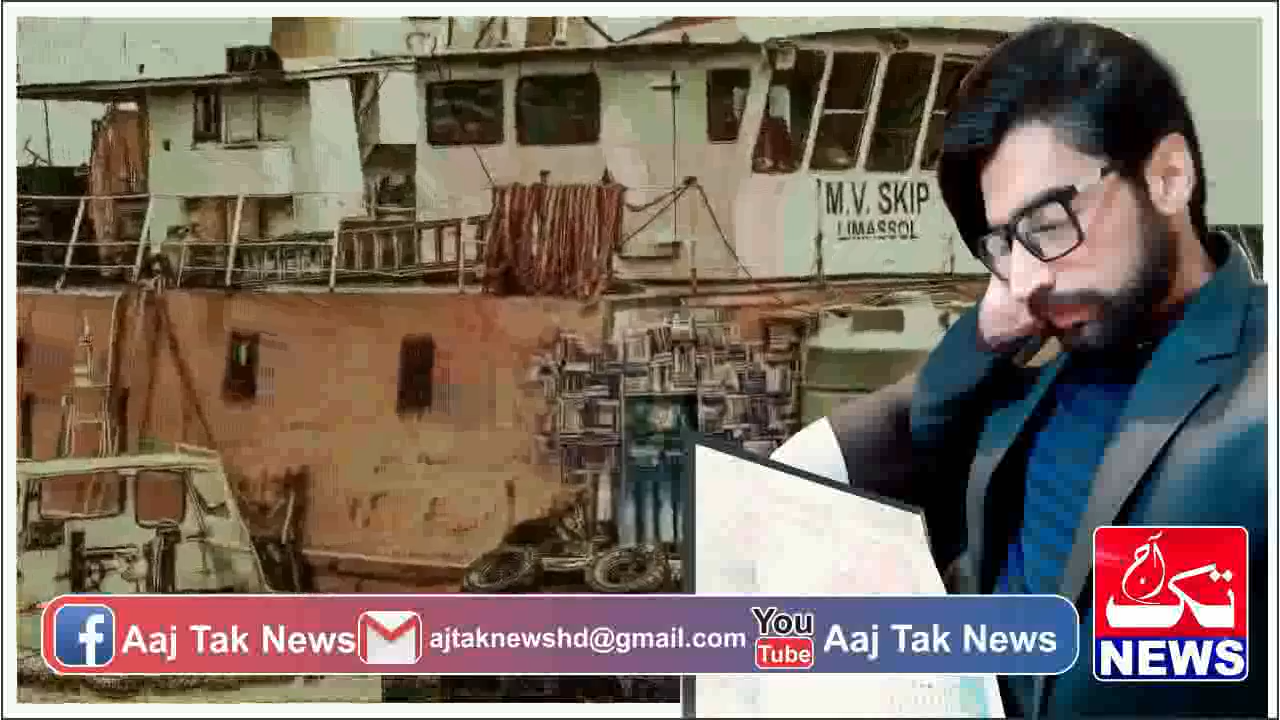 M.V. SKIP
LIMASSOL
Aaj Tak News
ajtaknewshd@gmail.com
You
Tube
Aaj Tak News
آج
تک
NEWS